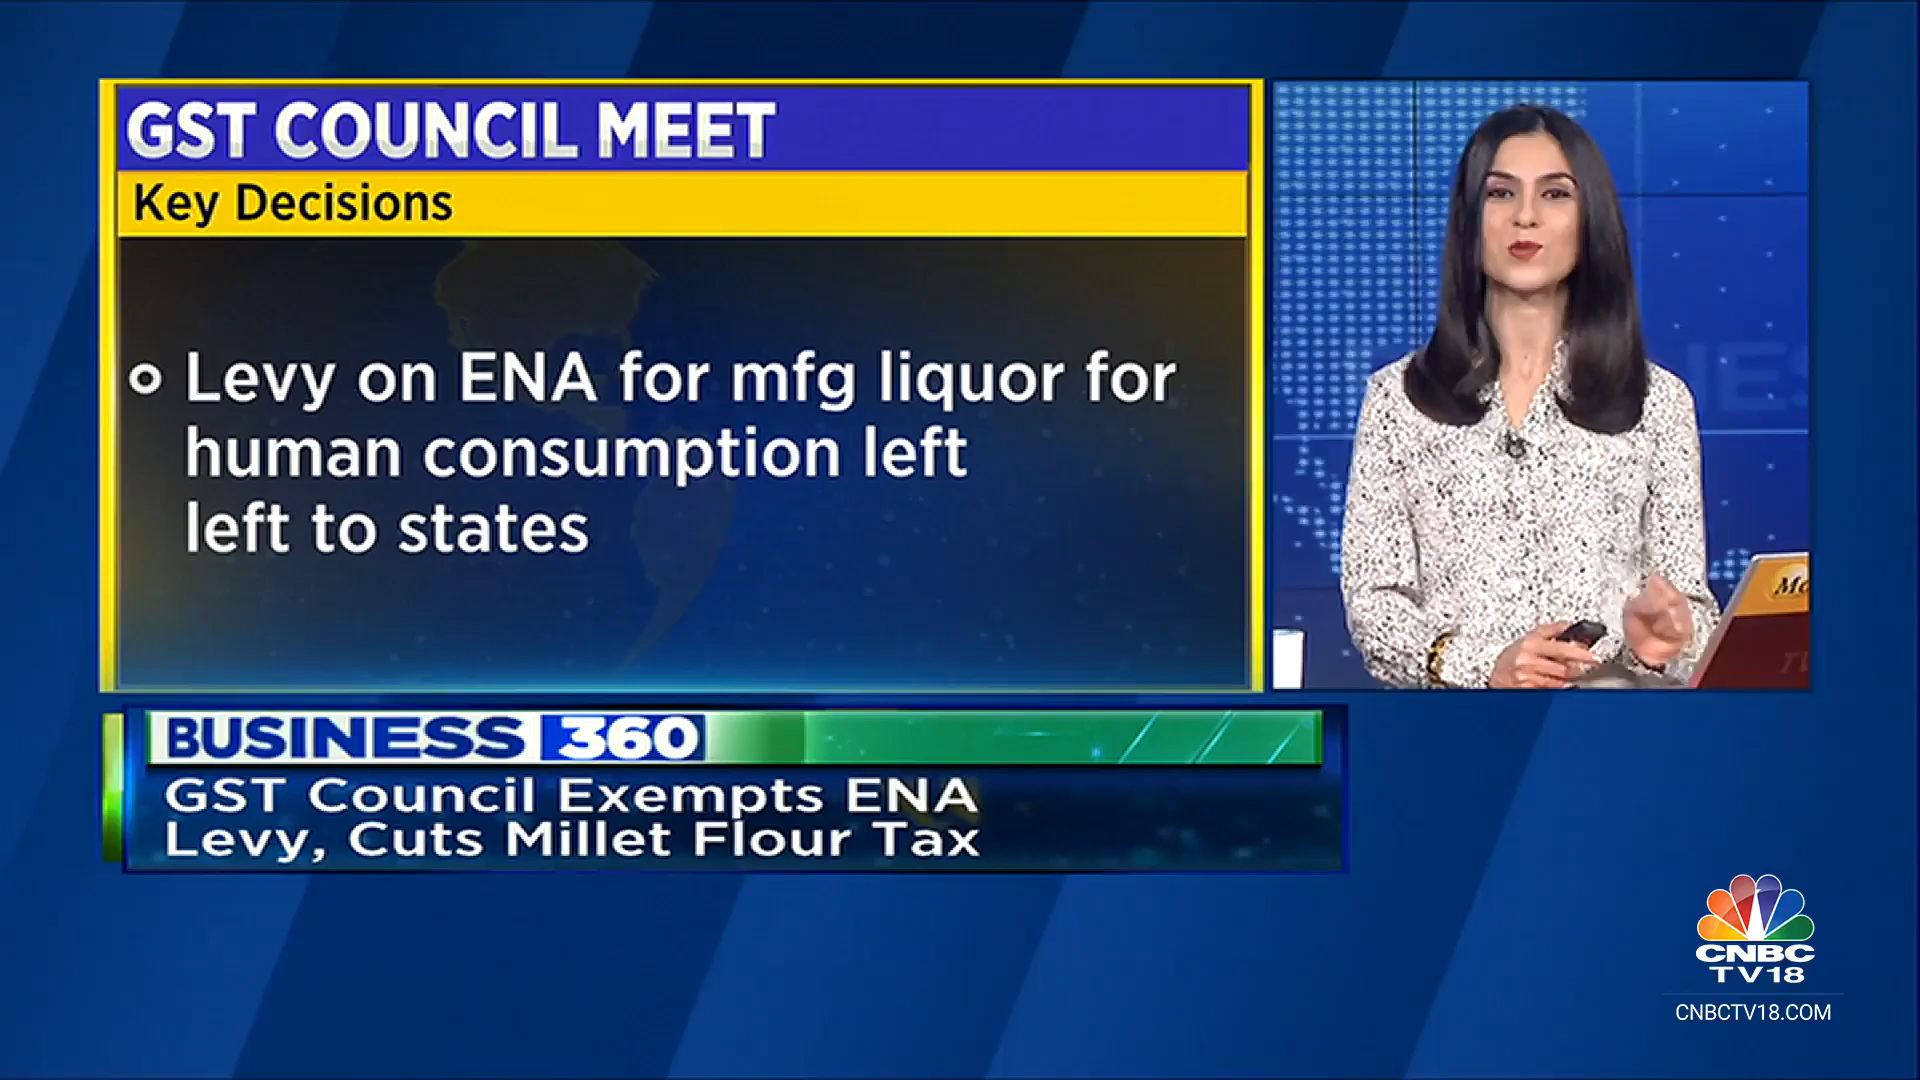 GST COUNCIL MEET
Key Decisions
Levy on ENA for mfg liquor for
human consumption left
left to states
BUSINESS 360
GST Council Exempts ENA
Levy, Cuts Millet Flour Tax
CNBC
TV18
CNBCTV18.COM